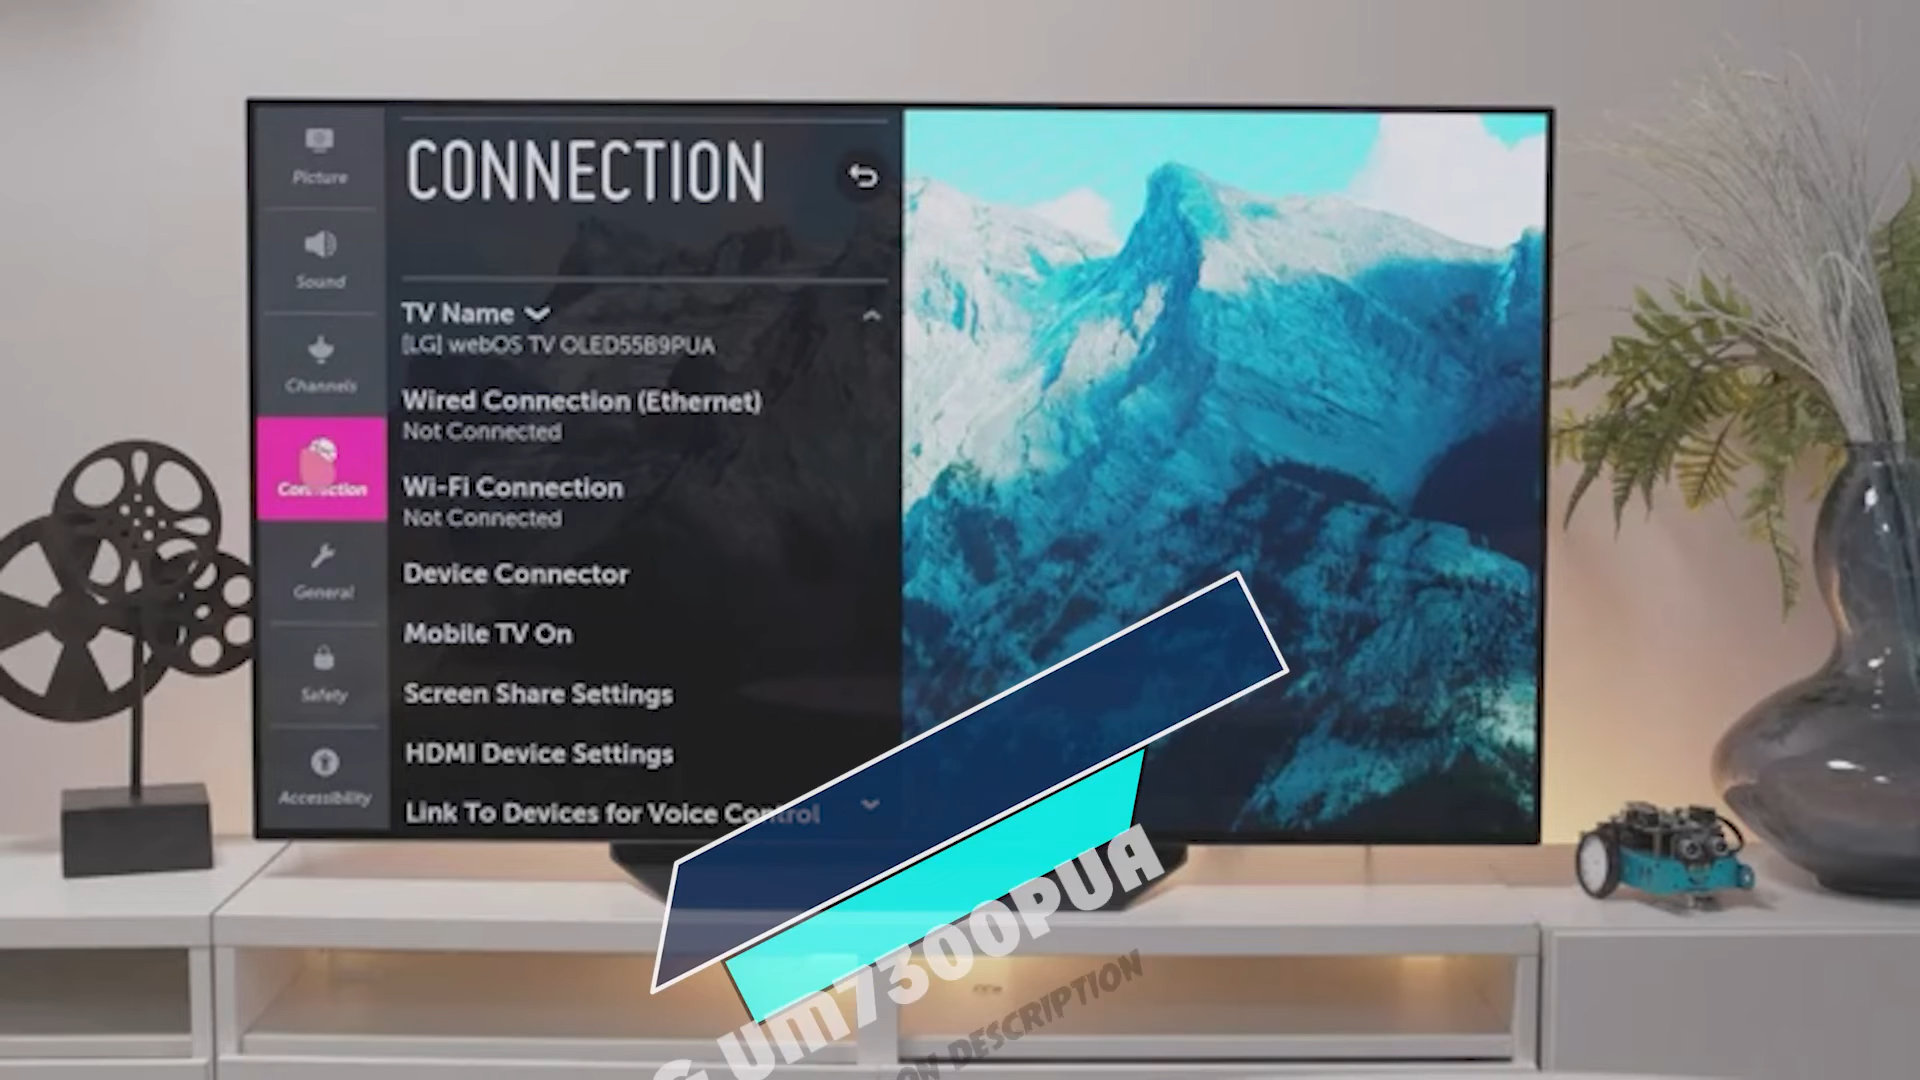 Picture
Sound
Channels
Connection
General
Safety
Accessibility
CONNECTION
TV Name
[LG] webOS TV OLED55B9PUA
Wired Connection (Ethernet)
Not Connected
Wi-Fi Connection
Not Connected
Device Connector
Mobile TV On
Screen Share Settings
HDMI Device Settings
Link To Devices for Voice Control
G um7300PUA
ON DESCRIPTION